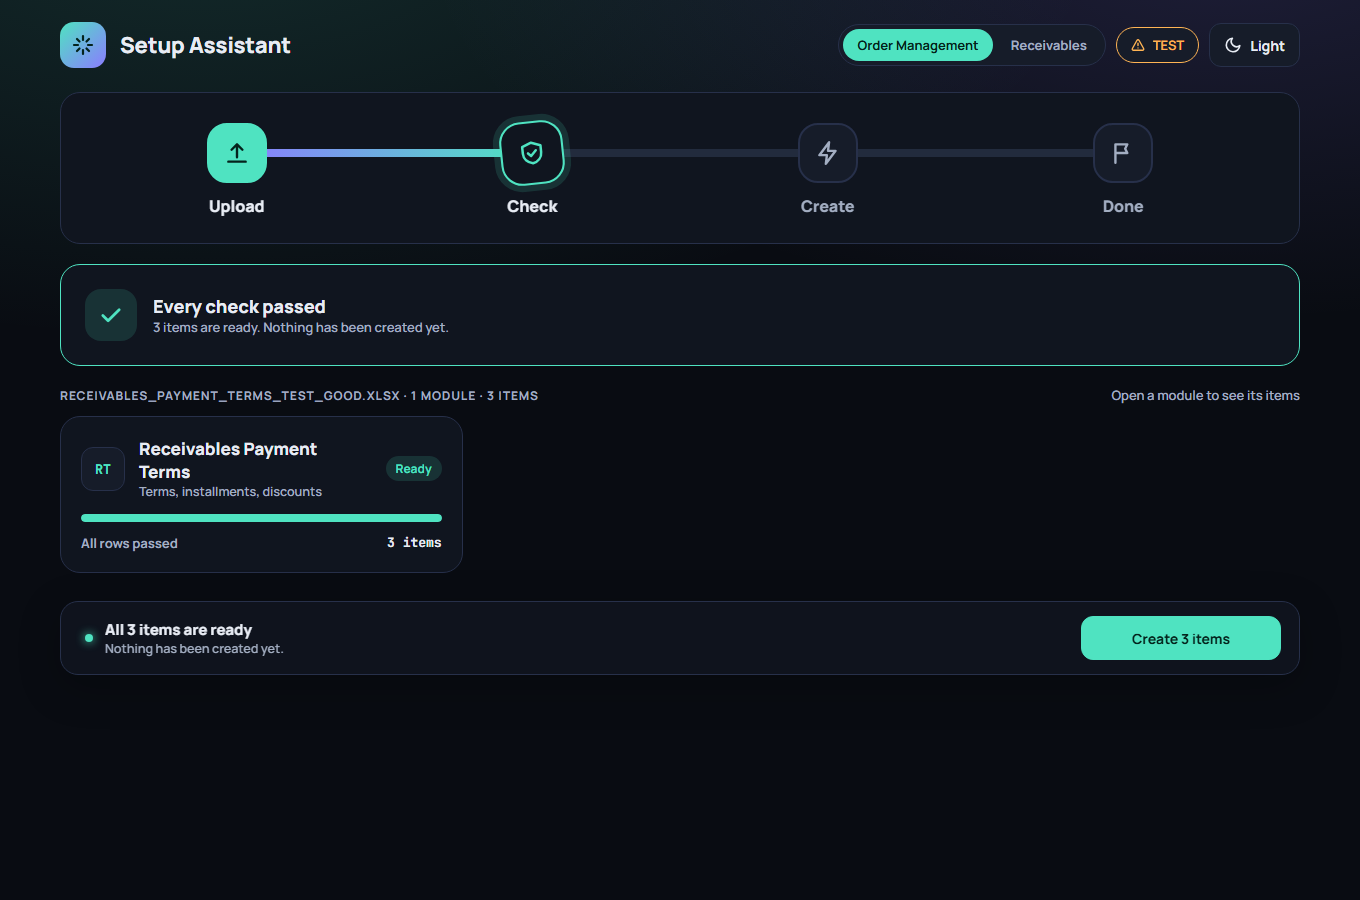 Setup Assistant
Order Management
Receivables
TEST
Light
Upload
Check
Create
Done
Every check passed
3 items are ready. Nothing has been created yet.
RECEIVABLES_PAYMENT_TERMS_TEST_GOOD.XLSX · 1 MODULE · 3 ITEMS
Open a module to see its items
RT
Receivables Payment
Terms
Terms, installments, discounts
Ready
All rows passed
3 items
All 3 items are ready
Nothing has been created yet.
Create 3 items